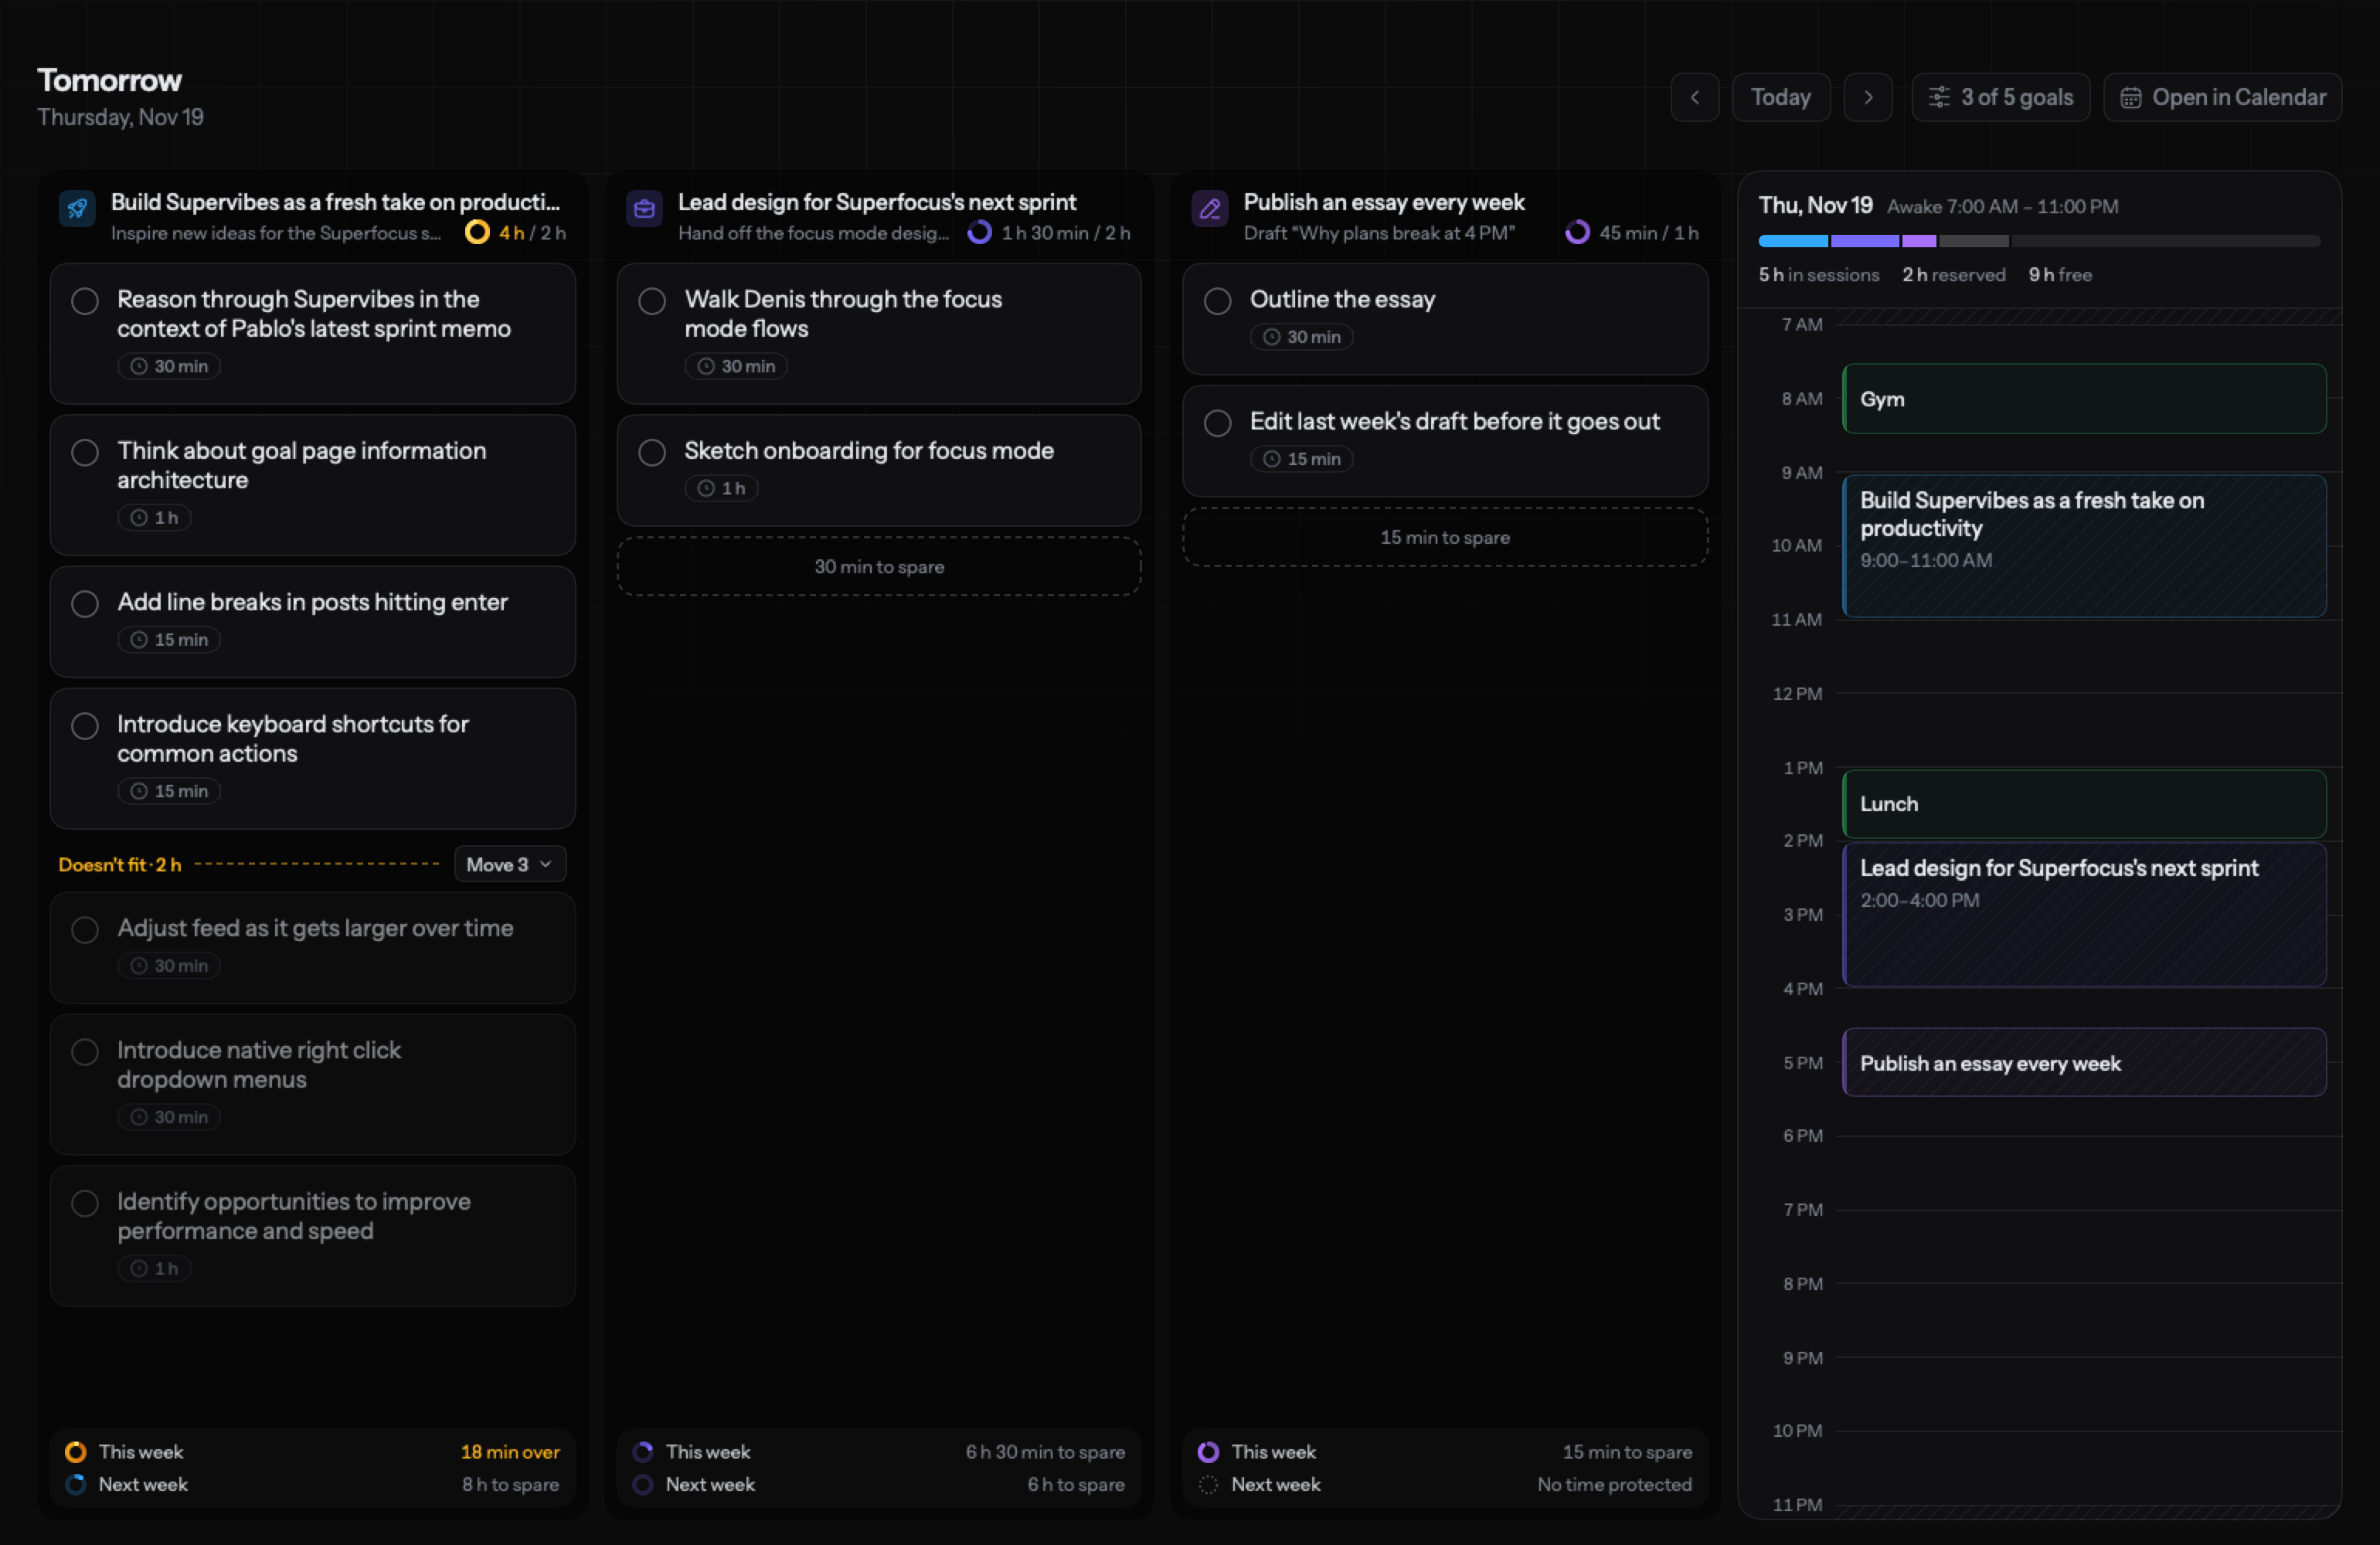 Tomorrow
Thursday, Nov 19
Today
3 of 5 goals
Open in Calendar
Build Supervibes as a fresh take on producti...
Inspire new ideas for the Superfocus s...
4 h / 2 h
Reason through Supervibes in the
context of Pablo's latest sprint memo
30 min
Think about goal page information
architecture
1 h
Add line breaks in posts hitting enter
15 min
Introduce keyboard shortcuts for
common actions
15 min
Doesn't fit · 2 h
Move 3
Adjust feed as it gets larger over time
30 min
Introduce native right click
dropdown menus
30 min
Identify opportunities to improve
performance and speed
1 h
This week
18 min over
Next week
8 h to spare
Lead design for Superfocus's next sprint
Hand off the focus mode desig...
1 h 30 min / 2 h
Walk Denis through the focus
mode flows
30 min
Sketch onboarding for focus mode
1 h
30 min to spare
This week
6 h 30 min to spare
Next week
6 h to spare
Publish an essay every week
Draft “Why plans break at 4 PM”
45 min / 1 h
Outline the essay
30 min
Edit last week's draft before it goes out
15 min
15 min to spare
This week
15 min to spare
Next week
No time protected
Thu, Nov 19 Awake 7:00 AM – 11:00 PM
5 h in sessions 2 h reserved 9 h free
7 AM
8 AM
Gym
9 AM
Build Supervibes as a fresh take on
productivity
10 AM
9:00–11:00 AM
11 AM
12 PM
1 PM
Lunch
2 PM
Lead design for Superfocus's next sprint
2:00–4:00 PM
3 PM
4 PM
5 PM
Publish an essay every week
6 PM
7 PM
8 PM
9 PM
10 PM
11 PM